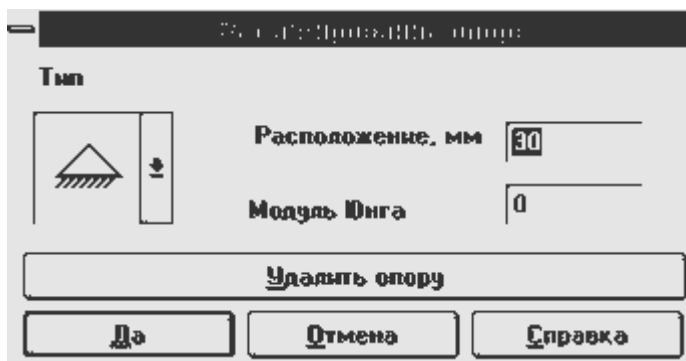 Тип
Расположение, мм 30
Модуль Юнга 0
Удалить опору
Да Отмена Справка